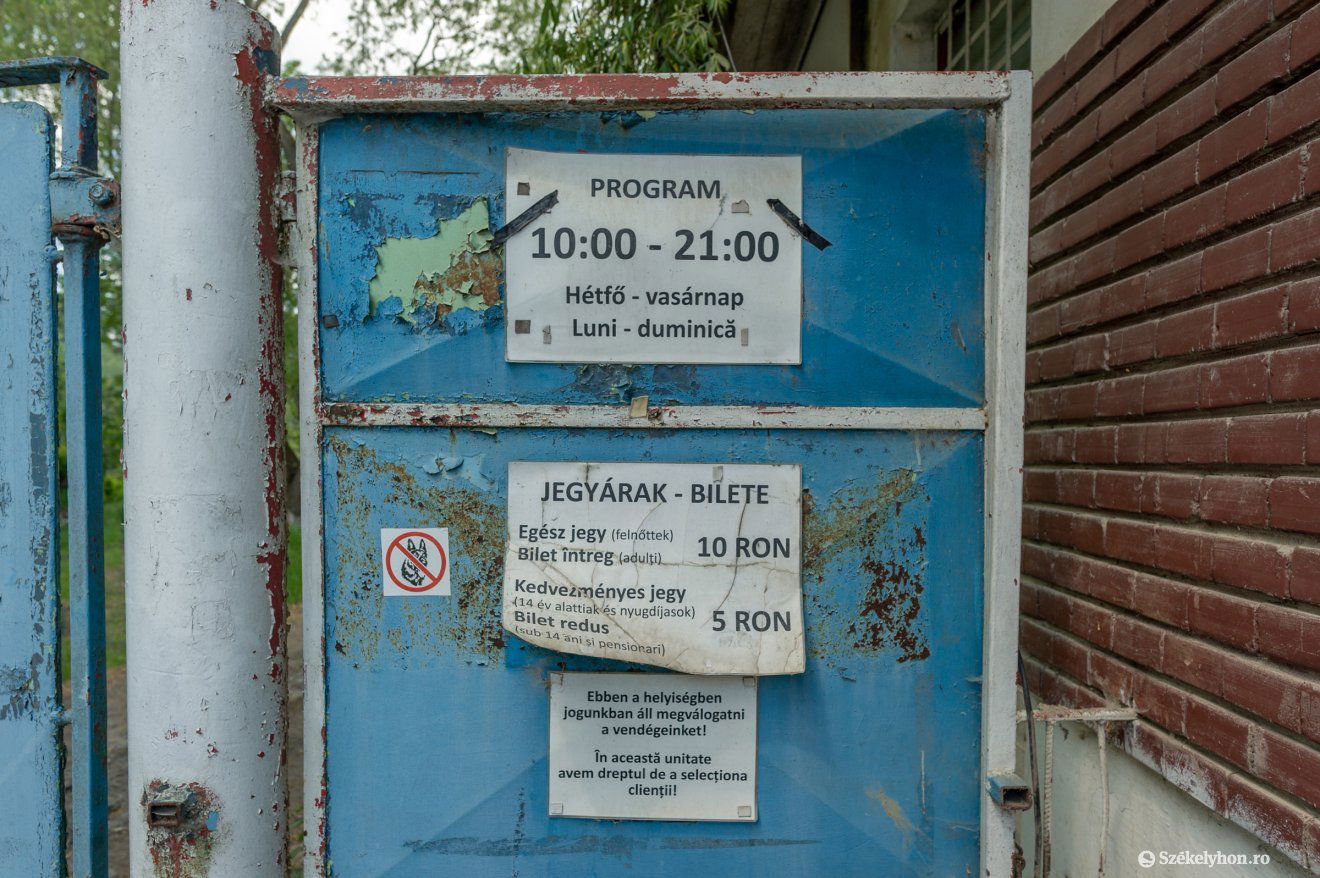 PROGRAM
10:00 - 21:00
Hétfő - vasárnap
Luni - duminică
JEGYÁRAK - BILETE
Egész jegy (felnőttek)
Bilet întreg (adulți)
10 RON
Kedvezményes jegy
(14 év alattiak és nyugdíjasok)
Bilet redus
(sub 14 ani și pensionari)
5 RON
Ebben a helyiségben
jogunkban áll megválogatni
a vendégeinket!
În această unitate
avem dreptul de a selecționa
clienții!
Székelyhon.ro